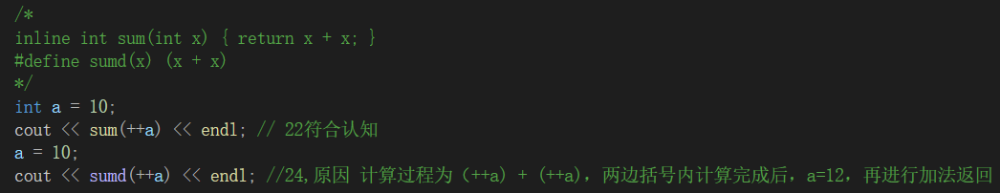 /*
inline int sum(int x) { return x + x; }
#define sumd(x) (x + x)
*/
int a = 10;
cout << sum(++a) << endl; // 22符合认知
a = 10;
cout << sumd(++a) << endl; //24,原因 计算过程为（++a) + (++a)，两边括号内计算完成后，a=12，再进行加法返回